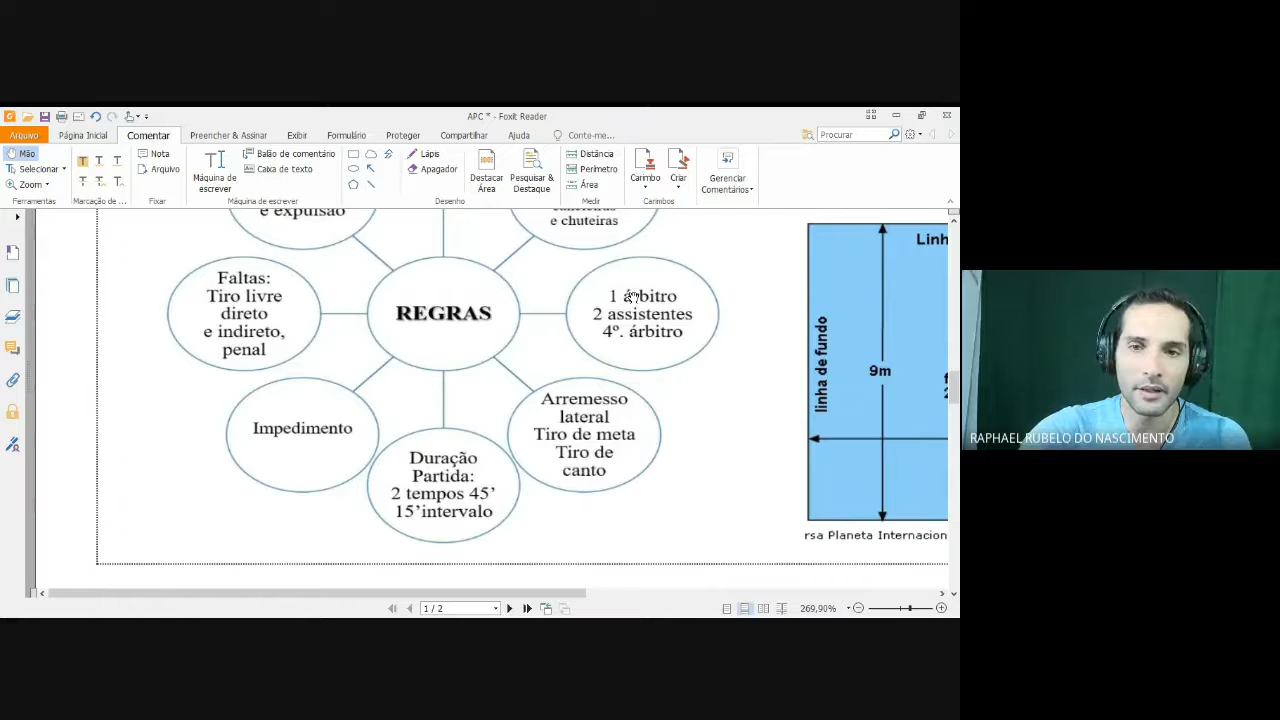 APC * - Foxit Reader
Arquivo
Página Inicial
Comentar
Preencher & Assinar
Exibir
Formulário
Proteger
Compartilhar
Ajuda
Conte-me...
Procurar
Mão
Selecionar
Zoom
Ferramentas
T T T
T T T
Marcação de ...
Nota
Arquivo
Fixar
Máquina de
escrever
Balão de comentário
Caixa de texto
Máquina de escrever
Lápis
Apagador
Desenho
Destacar
Área
Pesquisar &
Destaque
Distância
Perímetro
Área
Medir
Carimbo
Criar
Carimbos
Gerenciar
Comentários
e expulsão
e chuteiras
Faltas:
Tiro livre
direto
e indireto,
penal
REGRAS
1 árbitro
2 assistentes
4º. árbitro
Impedimento
Duração
Partida:
2 tempos 45’
15’intervalo
Arremesso
lateral
Tiro de meta
Tiro de
canto
Linh
linha de fundo
9m
rsa Planeta Internacion
1 / 2
269,90%
RAPHAEL RUBELO DO NASCIMENTO